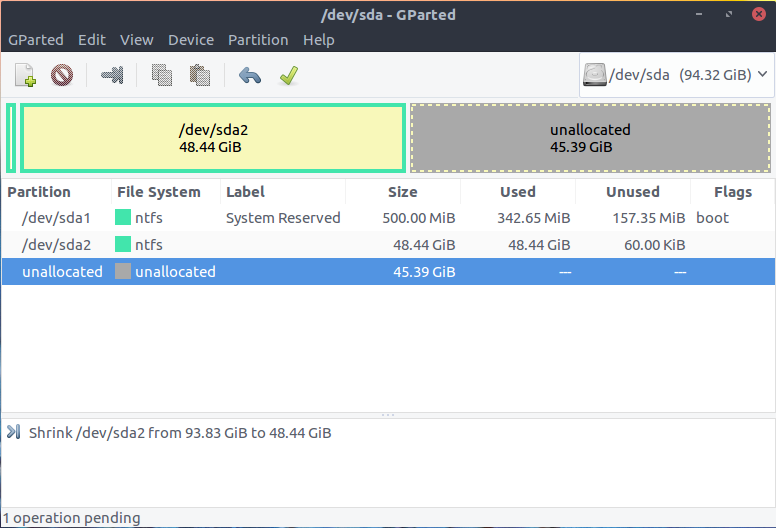 /dev/sda - GParted
GParted Edit View Device Partition Help
/dev/sda (94.32 GiB)
/dev/sda2
48.44 GiB
unallocated
45.39 GiB
Partition File System Label Size Used Unused Flags
/dev/sda1 ntfs System Reserved 500.00 MiB 342.65 MiB 157.35 MiB boot
/dev/sda2 ntfs 48.44 GiB 48.44 GiB 60.00 KiB
unallocated unallocated 45.39 GiB --- ---
Shrink /dev/sda2 from 93.83 GiB to 48.44 GiB
1 operation pending